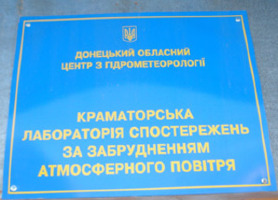 ДОНЕЦЬКИЙ ОБЛАСНИЙ
ЦЕНТР З ГІДРОМЕТЕОРОЛОГІЇ
КРАМАТОРСЬКА
ЛАБОРАТОРІЯ СПОСТЕРЕЖЕНЬ
ЗА ЗАБРУДНЕННЯМ
АТМОСФЕРНОГО ПОВІТРЯ